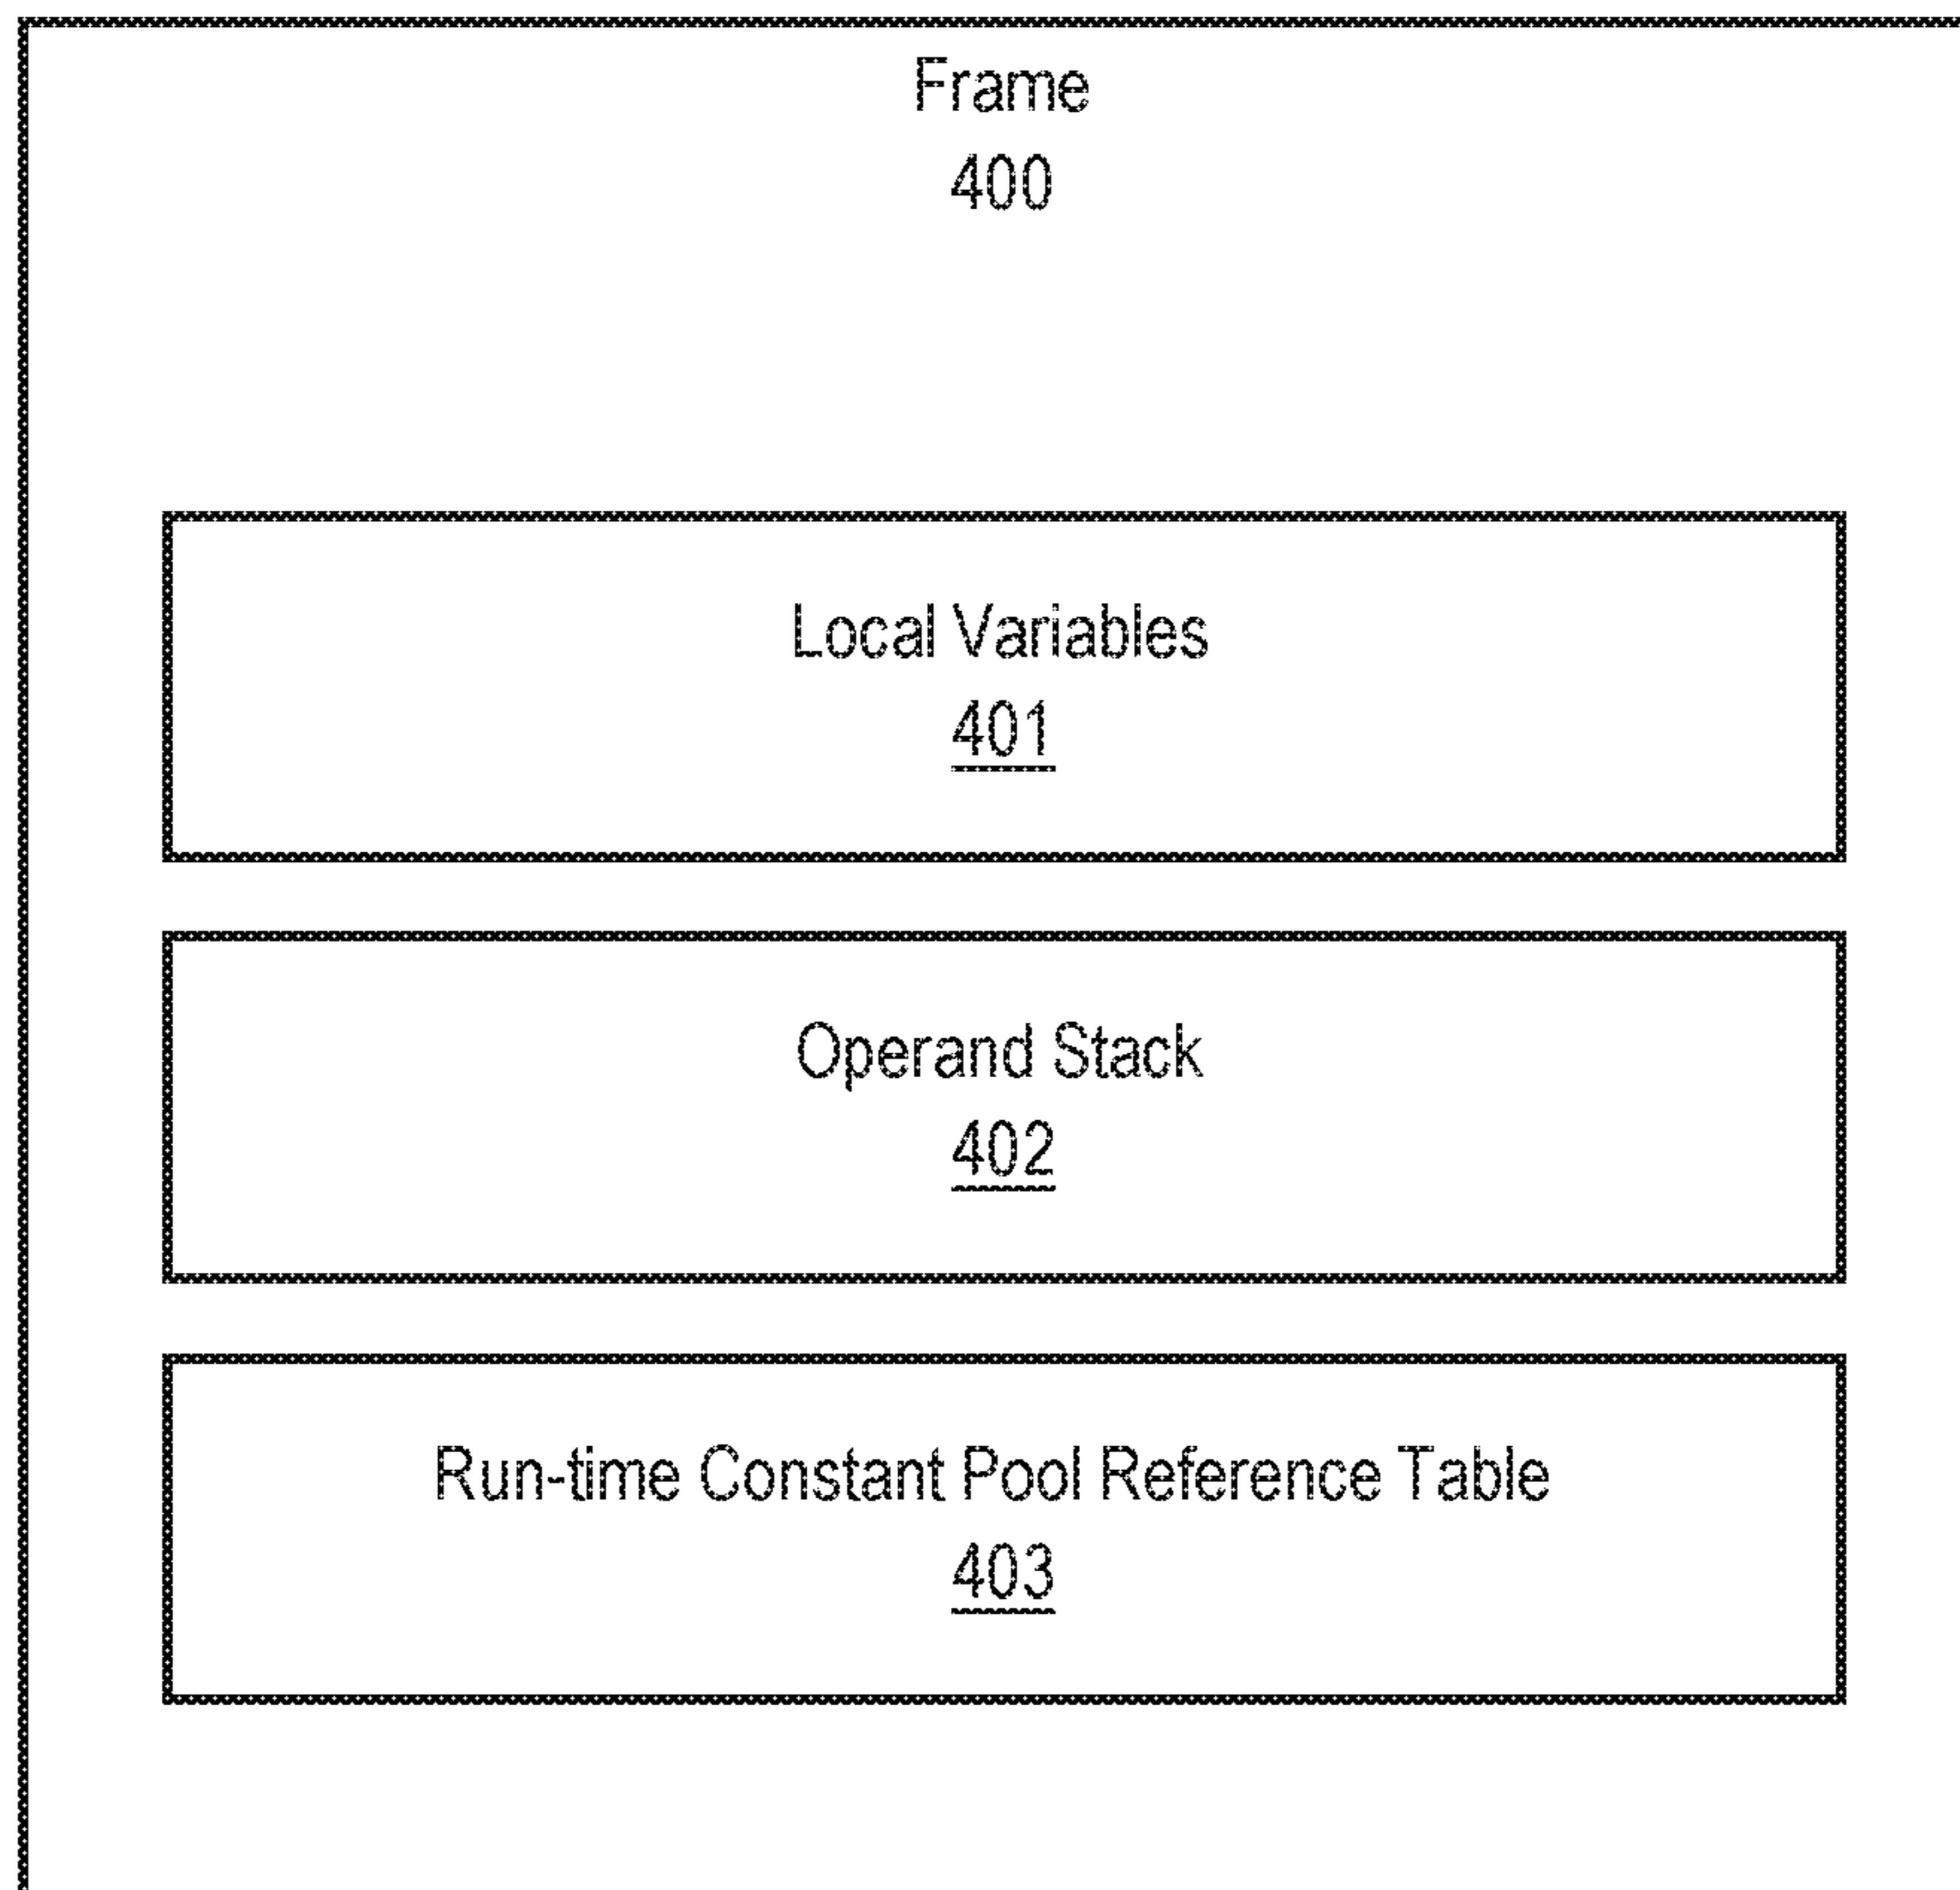 Frame
400
Local Variables
401
Operand Stack
402
Run-time Constant Pool Reference Table
403